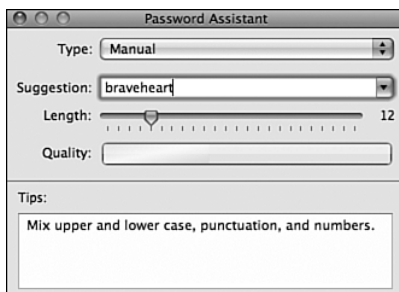 Password Assistant
Type: Manual
Suggestion: braveheart
Length: 12
Quality:
Tips:
Mix upper and lower case, punctuation, and numbers.